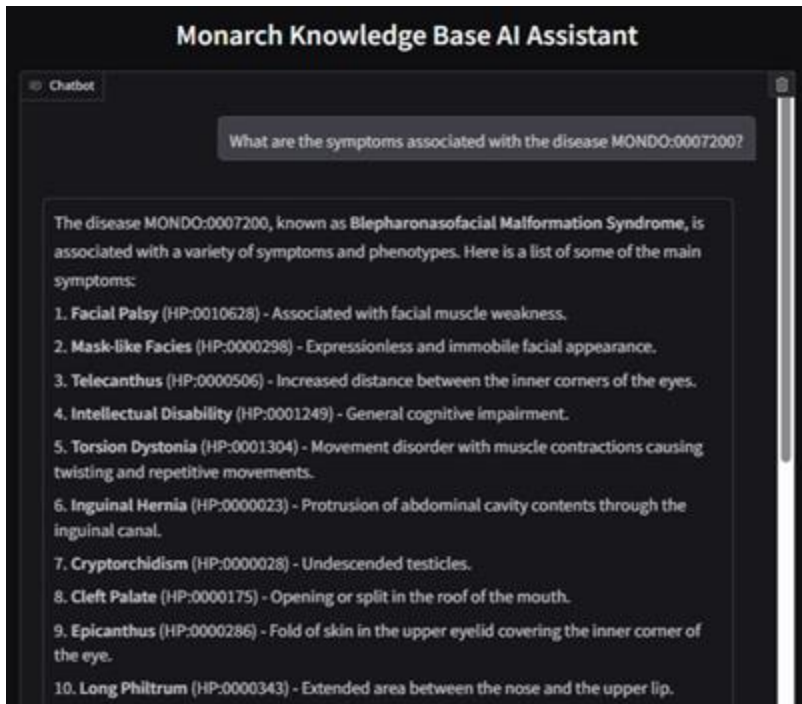 Monarch Knowledge Base AI Assistant
Chatbot
What are the symptoms associated with the disease MONDO:0007200?
The disease MONDO:0007200, known as Blepharonasofacial Malformation Syndrome, is
associated with a variety of symptoms and phenotypes. Here is a list of some of the main
symptoms:
1. Facial Palsy (HP:0010628) - Associated with facial muscle weakness.
2. Mask-like Facies (HP:0000298) - Expressionless and immobile facial appearance.
3. Telecanthus (HP:0000506) - Increased distance between the inner corners of the eyes.
4. Intellectual Disability (HP:0001249) - General cognitive impairment.
5. Torsion Dystonia (HP:0001304) - Movement disorder with muscle contractions causing
twisting and repetitive movements.
6. Inguinal Hernia (HP:0000023) - Protrusion of abdominal cavity contents through the
inguinal canal.
7. Cryptorchidism (HP:0000028) - Undescended testicles.
8. Cleft Palate (HP:0000175) - Opening or split in the roof of the mouth.
9. Epicanthus (HP:0000286) - Fold of skin in the upper eyelid covering the inner corner of
the eye.
10. Long Philtrum (HP:0000343) - Extended area between the nose and the upper lip.